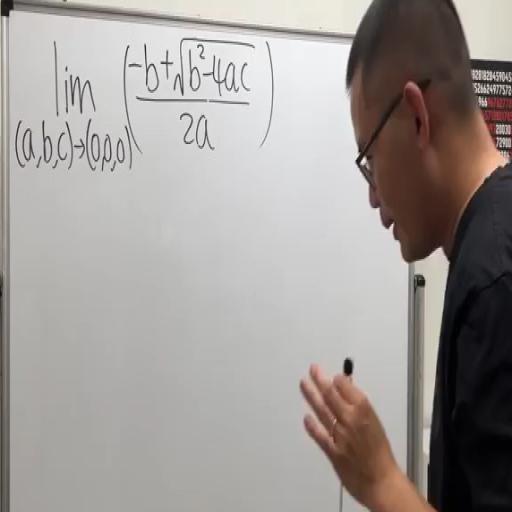 lim (a,b,c)→(0,0,0) ( (-b+√(b²-4ac)) / 2a )